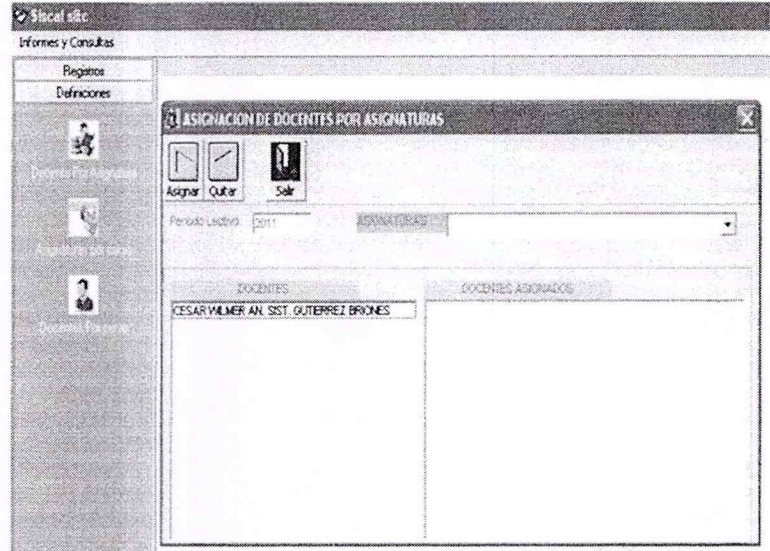 Siscal sitc
Informes y Consultas
Registros
Definiciones
ASIGNACION DE DOCENTES POR ASIGNATURAS
Asignar Quitar Salir
Periodo Lectivo 2011 ASIGNATURAS
DOCENTES DOCENTES ASIGNADOS
CESAR WILMER AN. SIST. GUTIERREZ BRIONES